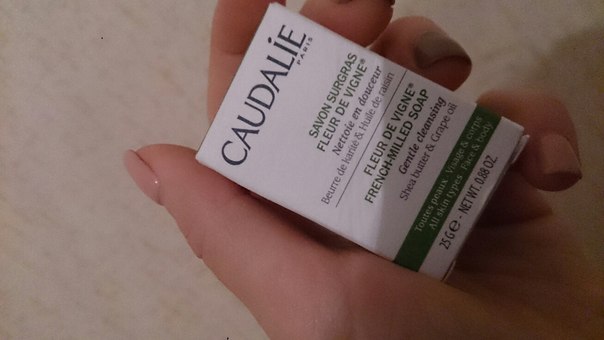 CAUDALÍE
PARIS
SAVON SURGRAS
FLEUR DE VIGNE®
Nettoie en douceur
Beurre de karité & Huile de raisin
FLEUR DE VIGNE®
FRENCH-MILLED SOAP
Gentle cleansing
Shea butter & Grape oil
Toutes peaux Visage & corps
All skin types Face & body
25 G ℮ - NET WT. 0.88 OZ.